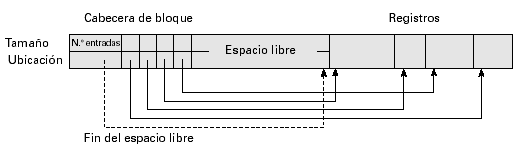 Cabecera de bloque
Registros
Tamaño
Ubicación
N.º entradas
Espacio libre
Fin del espacio libre